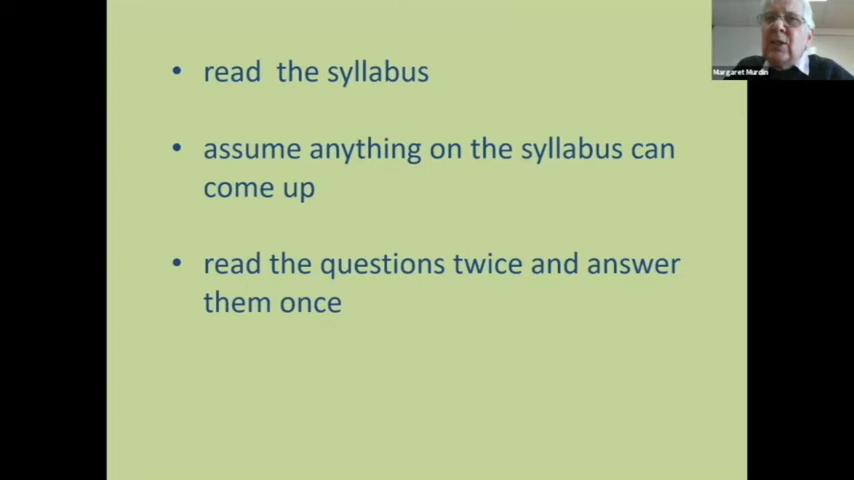 • read  the syllabus
Margaret Murdin
• assume anything on the syllabus can
come up
• read the questions twice and answer
them once